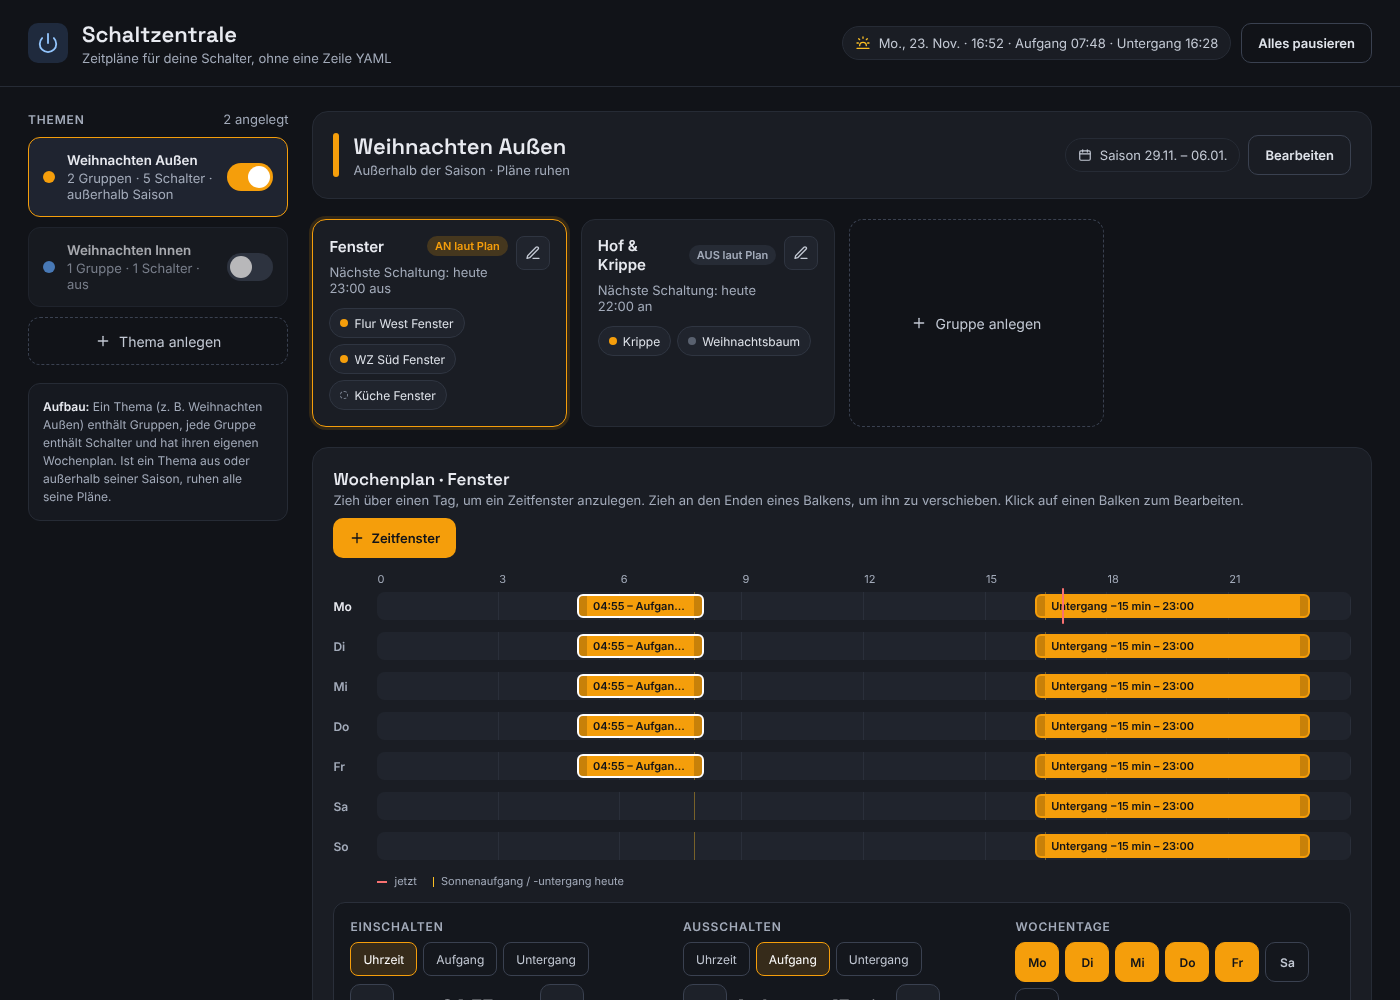 Schaltzentrale
Zeitpläne für deine Schalter, ohne eine Zeile YAML
Mo., 23. Nov. · 16:52 · Aufgang 07:48 · Untergang 16:28
Alles pausieren
THEMEN
2 angelegt
Weihnachten Außen
2 Gruppen · 5 Schalter ·
außerhalb Saison
Weihnachten Innen
1 Gruppe · 1 Schalter ·
aus
Thema anlegen
Aufbau: Ein Thema (z. B. Weihnachten
Außen) enthält Gruppen, jede Gruppe
enthält Schalter und hat ihren eigenen
Wochenplan. Ist ein Thema aus oder
außerhalb seiner Saison, ruhen alle
seine Pläne.
Weihnachten Außen
Außerhalb der Saison · Pläne ruhen
Saison 29.11. – 06.01.
Bearbeiten
Fenster
AN laut Plan
Nächste Schaltung: heute
23:00 aus
Flur West Fenster
WZ Süd Fenster
Küche Fenster
Hof &
Krippe
AUS laut Plan
Nächste Schaltung: heute
22:00 an
Krippe
Weihnachtsbaum
Gruppe anlegen
Wochenplan · Fenster
Zieh über einen Tag, um ein Zeitfenster anzulegen. Zieh an den Enden eines Balkens, um ihn zu verschieben. Klick auf einen Balken zum Bearbeiten.
Zeitfenster
0 3 6 9 12 15 18 21
Mo 04:55 – Aufgan... Untergang −15 min – 23:00
Di 04:55 – Aufgan... Untergang −15 min – 23:00
Mi 04:55 – Aufgan... Untergang −15 min – 23:00
Do 04:55 – Aufgan... Untergang −15 min – 23:00
Fr 04:55 – Aufgan... Untergang −15 min – 23:00
Sa Untergang −15 min – 23:00
So Untergang −15 min – 23:00
jetzt Sonnenaufgang / -untergang heute
EINSCHALTEN
Uhrzeit Aufgang Untergang
AUSSCHALTEN
Uhrzeit Aufgang Untergang
WOCHENTAGE
Mo Di Mi Do Fr Sa